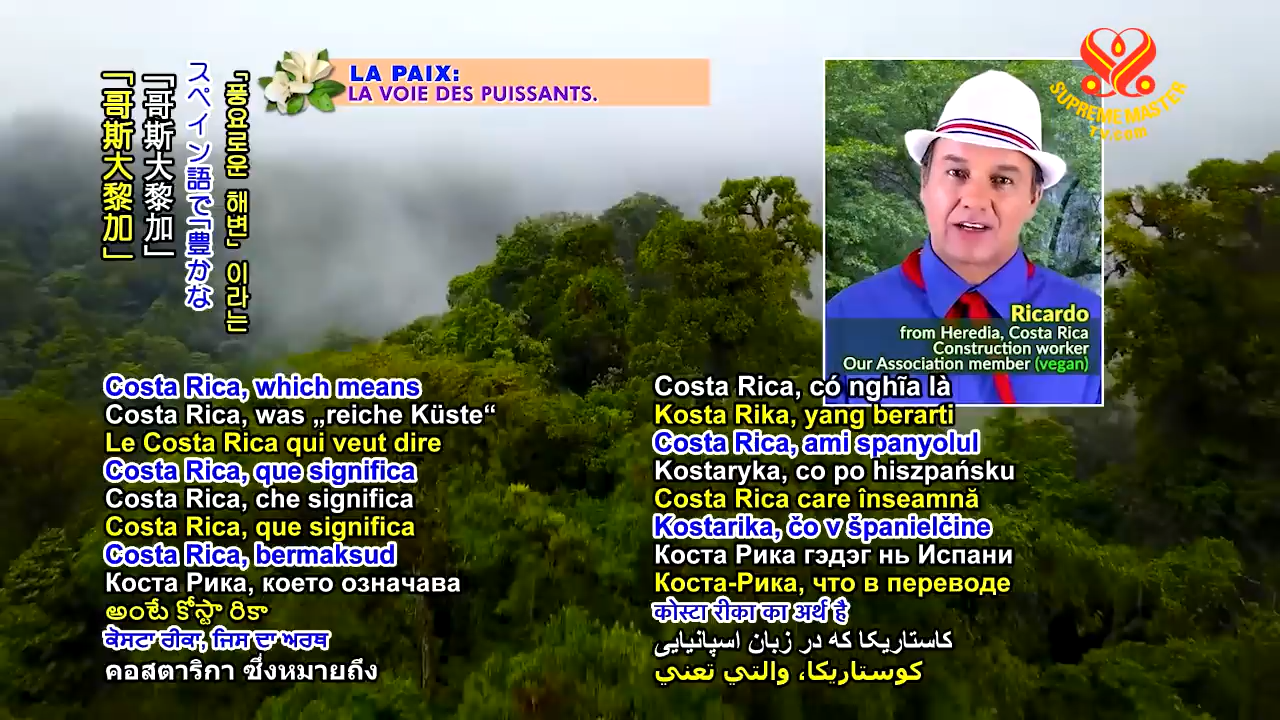 LA PAIX:
LA VOIE DES PUISSANTS.
SUPREME MASTER
TV.com
「哥斯大黎加」
「哥斯大黎加」
スペイン語で「豊かな
「풍요로운 해변」 이라는
Ricardo
from Heredia, Costa Rica
Construction worker
Our Association member (vegan)
Costa Rica, which means
Costa Rica, was „reiche Küste“
Le Costa Rica qui veut dire
Costa Rica, que significa
Costa Rica, che significa
Costa Rica, que significa
Costa Rica, bermaksud
Коста Рика, което означава
అంటే కోస్టా రికా
ਕੋਸਟਾ ਰੀਕਾ, ਜਿਸ ਦਾ ਅਰਥ
คอสตาริกา ซึ่งหมายถึง
Costa Rica, có nghĩa là
Kosta Rika, yang berarti
Costa Rica, ami spanyolul
Kostaryka, co po hiszpańsku
Costa Rica care înseamnă
Kostarika, čo v španielčine
Коста Рика гэдэг нь Испани
Коста-Рика, что в переводе
कोस्टा रीका का अर्थ है
کاستاریکا که در زبان اسپانیایی
كوستاريكا، والتي تعني